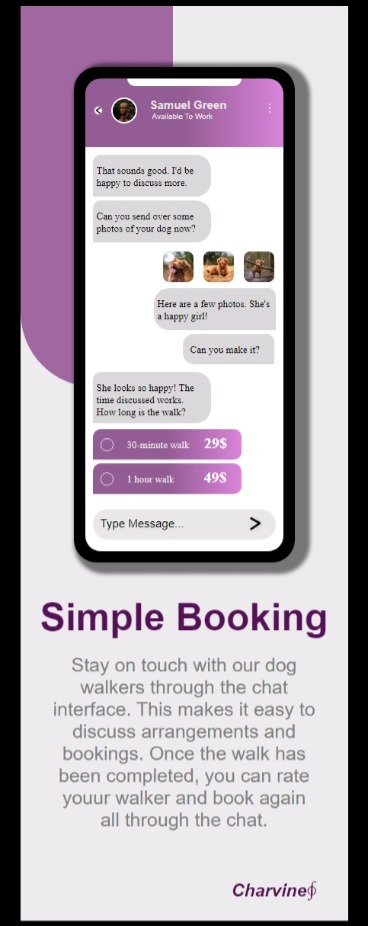 Samuel Green
Available To Work
That sounds good. I'd be
happy to discuss more.
Can you send over some
photos of your dog now?
Here are a few photos. She's
a happy girl!
Can you make it?
She looks so happy! The
time discussed works.
How long is the walk?
30-minute walk 29$
1 hour walk 49$
Type Message...
Simple Booking
Stay on touch with our dog
walkers through the chat
interface. This makes it easy to
discuss arrangements and
bookings. Once the walk has
been completed, you can rate
youur walker and book again
all through the chat.
Charvine∮